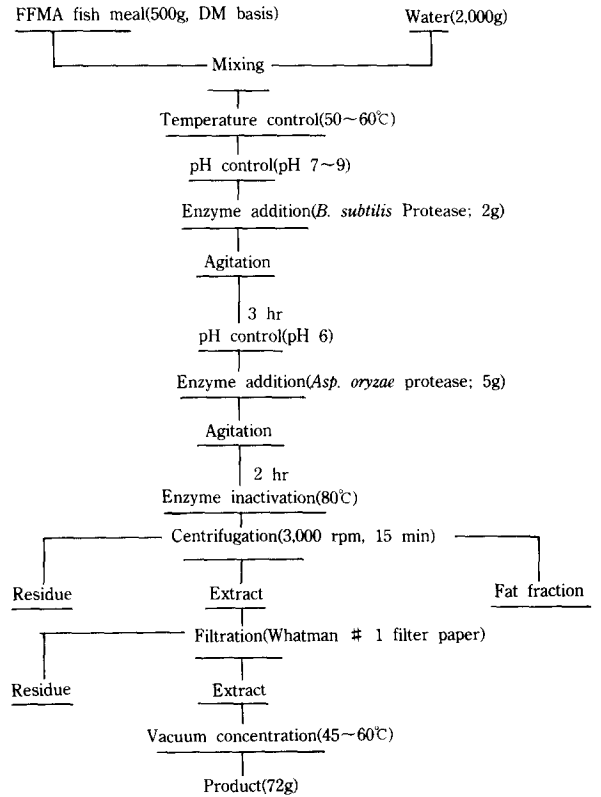 FFMA fish meal(500g, DM basis)
Water(2,000g)
Mixing
Temperature control(50~60℃)
pH control(pH 7~9)
Enzyme addition(B. subtilis Protease; 2g)
Agitation
3 hr
pH control(pH 6)
Enzyme addition(Asp. oryzae protease; 5g)
Agitation
2 hr
Enzyme inactivation(80℃)
Centrifugation(3,000 rpm, 15 min)
Residue
Extract
Fat fraction
Filtration(Whatman # 1 filter paper)
Residue
Extract
Vacuum concentration(45~60℃)
Product(72g)